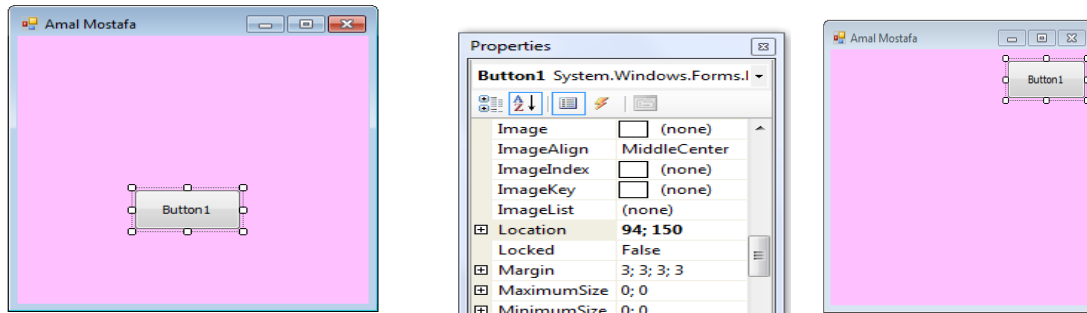 Amal Mostafa
Button1
Properties
Button1 System.Windows.Forms.
Image (none)
ImageAlign MiddleCenter
ImageIndex (none)
ImageKey (none)
ImageList (none)
Location 94; 150
Locked False
Margin 3; 3; 3; 3
MaximumSize 0; 0
MinimumSize 0; 0
Amal Mostafa
Button1